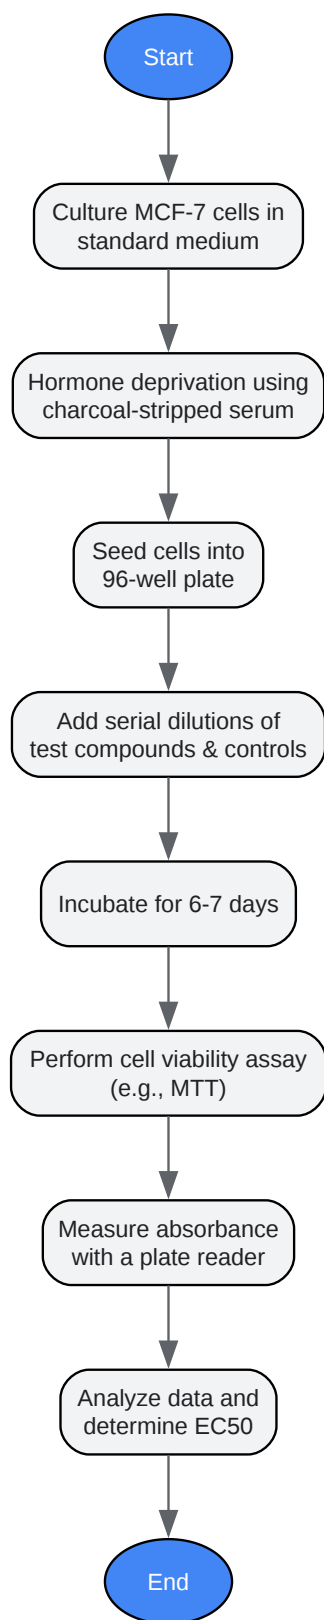 Start
Culture MCF-7 cells in
standard medium
Hormone deprivation using
charcoal-stripped serum
Seed cells into
96-well plate
Add serial dilutions of
test compounds & controls
Incubate for 6-7 days
Perform cell viability assay
(e.g., MTT)
Measure absorbance
with a plate reader
Analyze data and
determine EC50
End